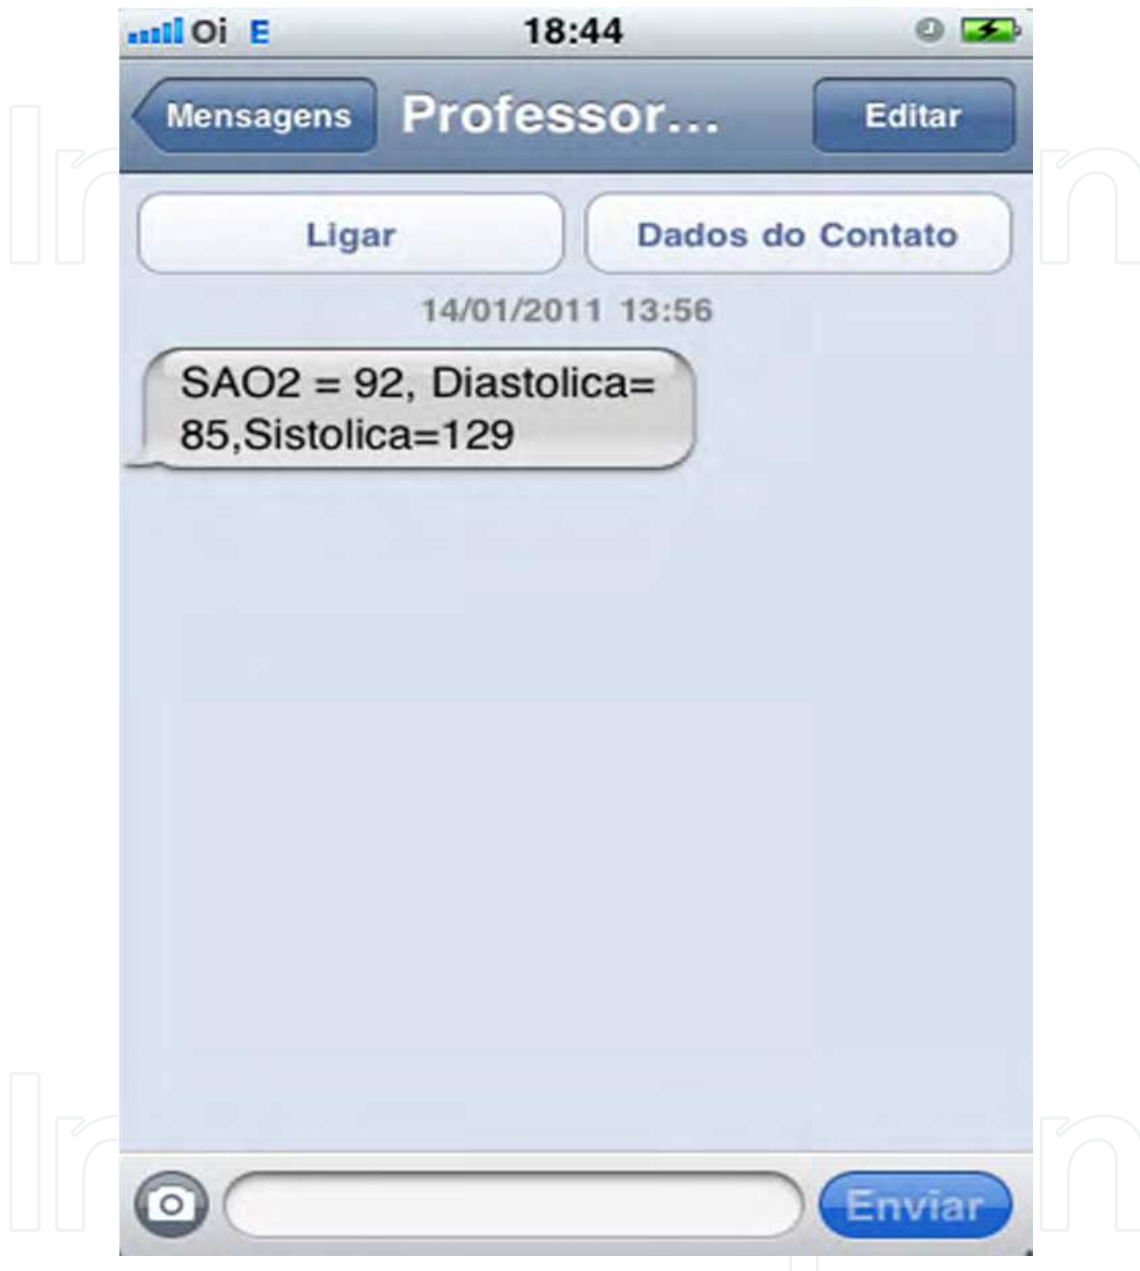 Oi E 18:44
Mensagens Professor... Editar
Ligar Dados do Contato
14/01/2011 13:56
SAO2 = 92, Diastolica=
85,Sistolica=129
Enviar